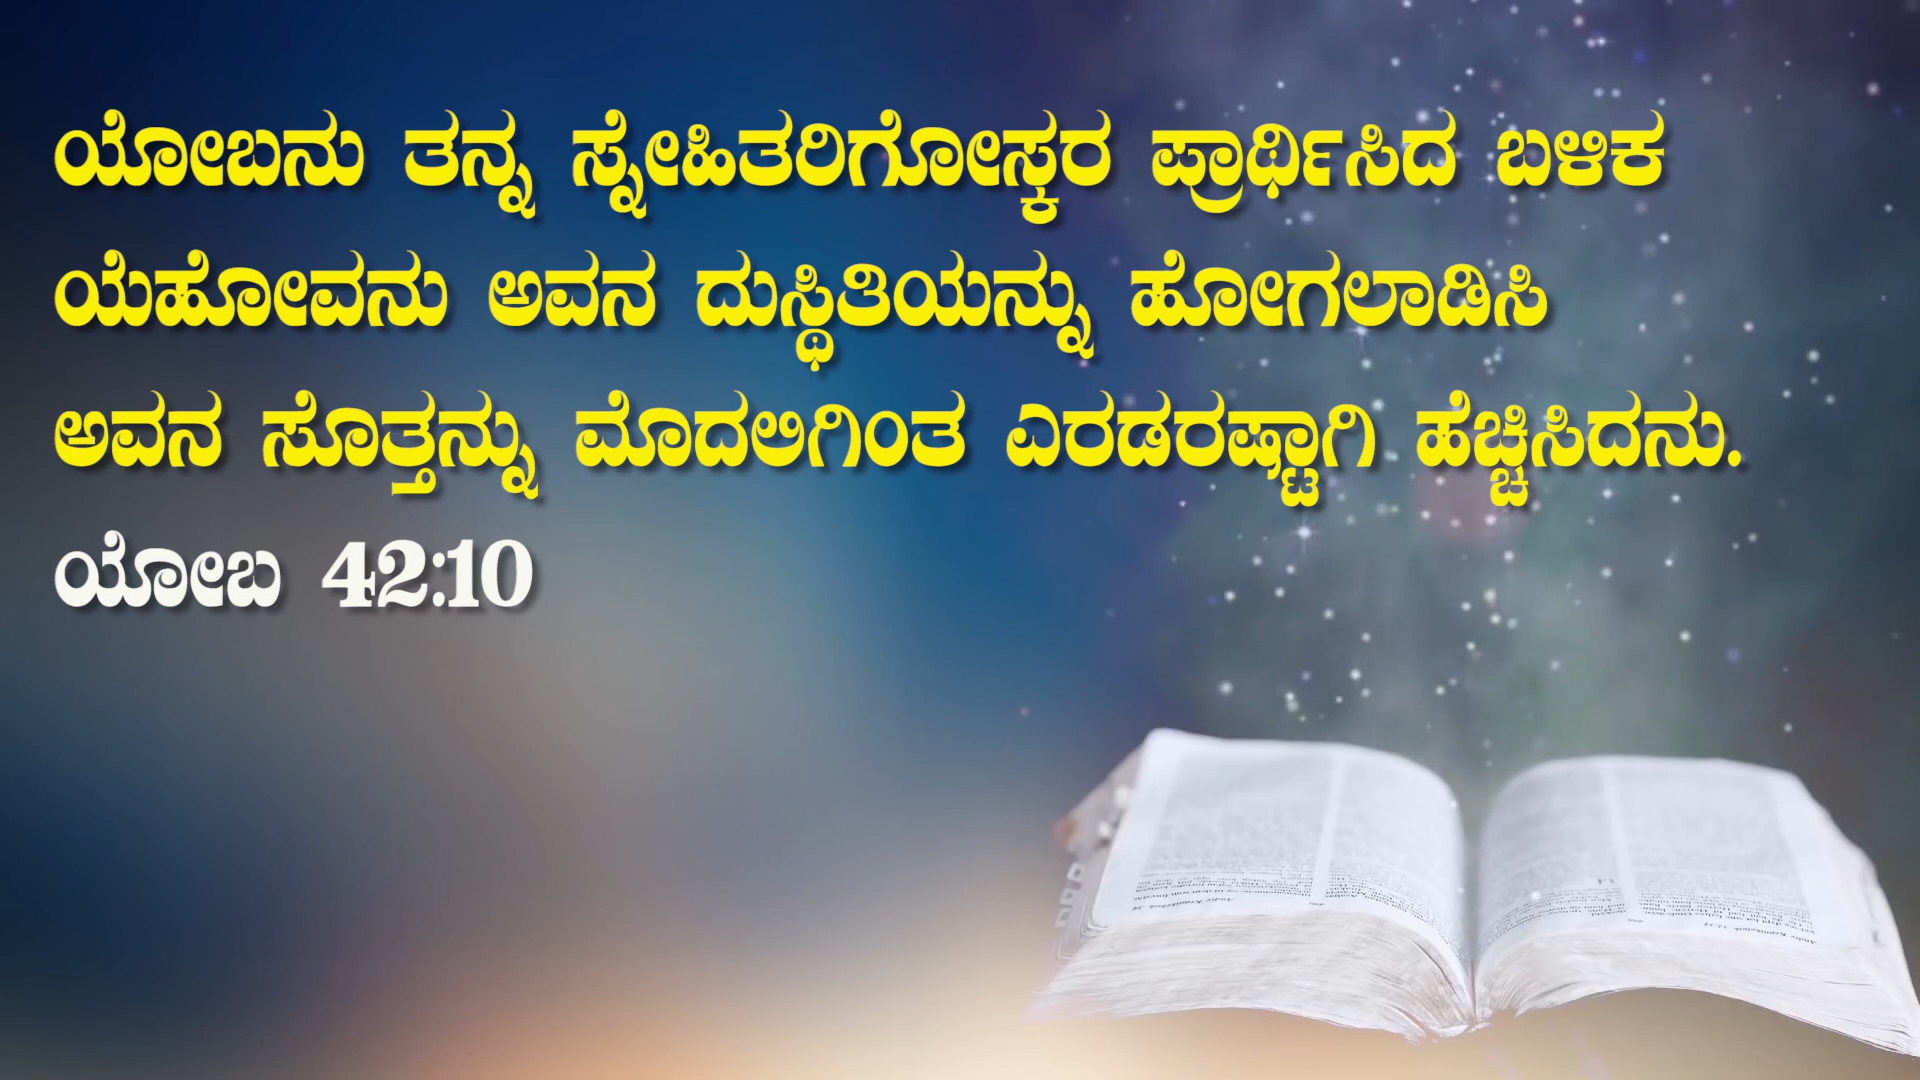 ಯೋಬನು ತನ್ನ ಸ್ನೇಹಿತರಿಗೋಸ್ಕರ ಪ್ರಾರ್ಥಿಸಿದ ಬಳಿಕ
ಯೆಹೋವನು ಅವನ ದುಸ್ಥಿತಿಯನ್ನು ಹೋಗಲಾಡಿಸಿ
ಅವನ ಸೊತ್ತನ್ನು ಮೊದಲಿಗಿಂತ ಎರಡರಷ್ಟಾಗಿ ಹೆಚ್ಚಿಸಿದನು.
ಯೋಬ 42:10